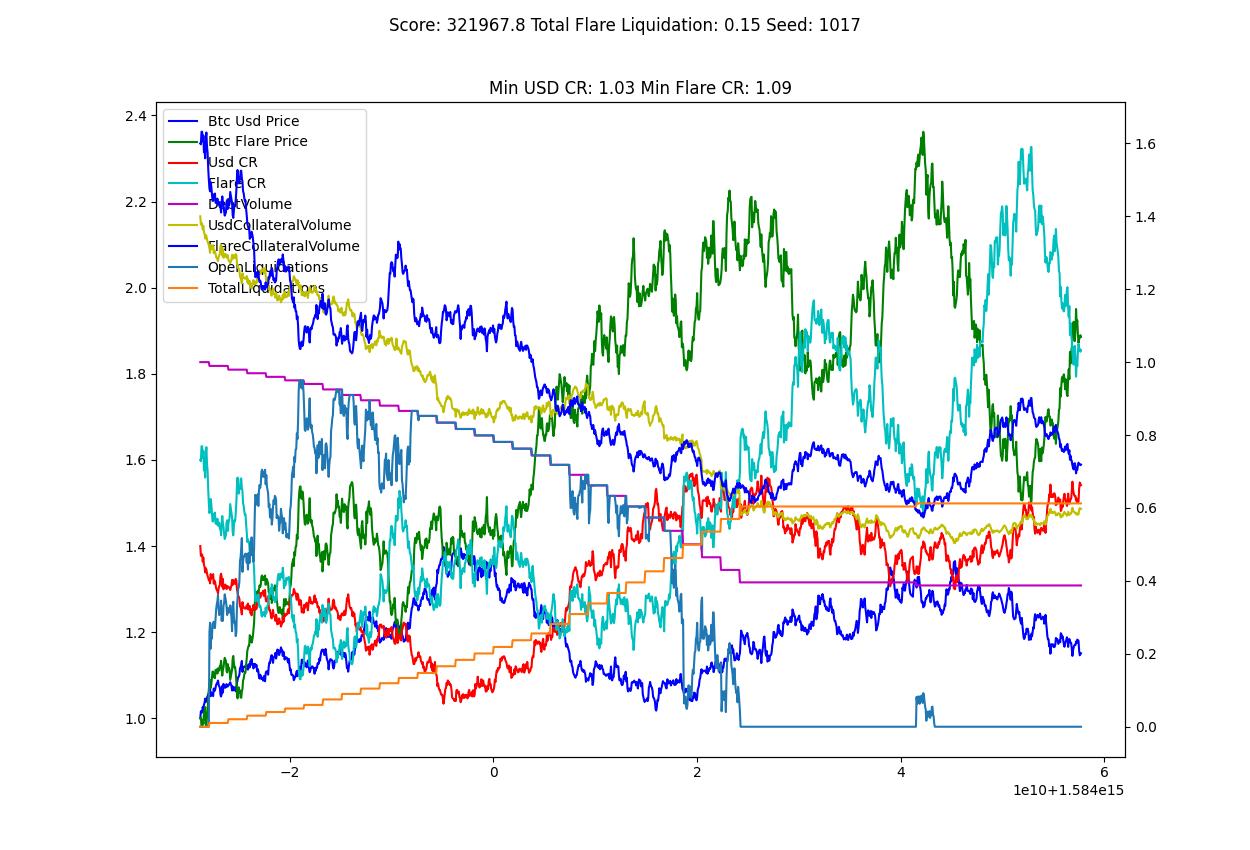 Score: 321967.8 Total Flare Liquidation: 0.15 Seed: 1017
Min USD CR: 1.03 Min Flare CR: 1.09
Btc Usd Price
Btc Flare Price
Usd CR
Flare CR
DebtVolume
UsdCollateralVolume
FlareCollateralVolume
OpenLiquidations
TotalLiquidations
2.4
2.2
2.0
1.8
1.6
1.4
1.2
1.0
1.6
1.4
1.2
1.0
0.8
0.6
0.4
0.2
0.0
−2 0 2 4 6
1e10+1.584e15